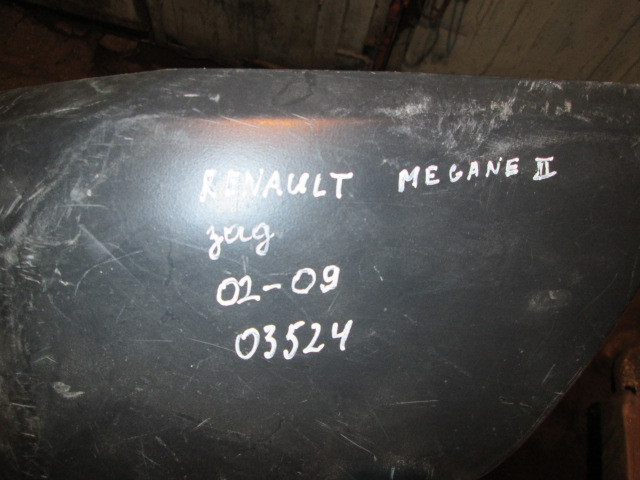 RENAULT MEGANE II
зад
02-09
03524